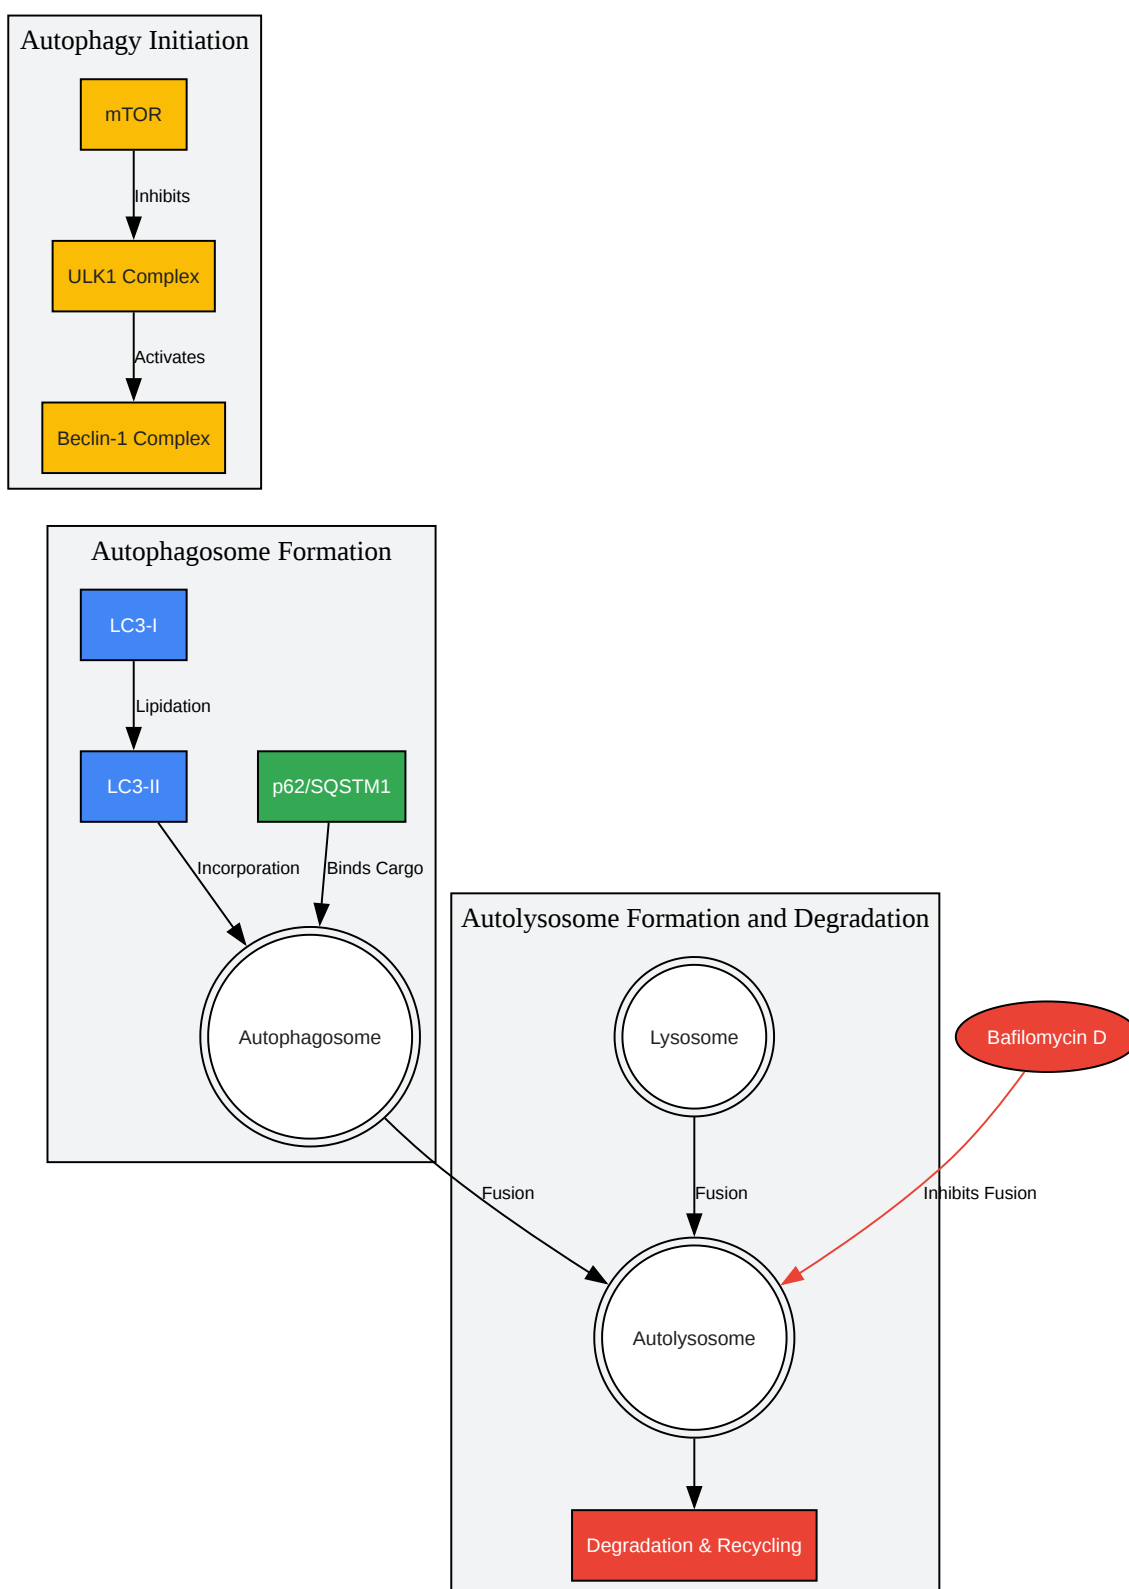 Autophagy Initiation
mTOR
Inhibits
ULK1 Complex
Activates
Beclin-1 Complex
Autophagosome Formation
LC3-I
Lipidation
LC3-II
p62/SQSTM1
Incorporation
Binds Cargo
Autophagosome
Autolysosome Formation and Degradation
Lysosome
Bafilomycin D
Fusion
Fusion
Inhibits Fusion
Autolysosome
Degradation & Recycling